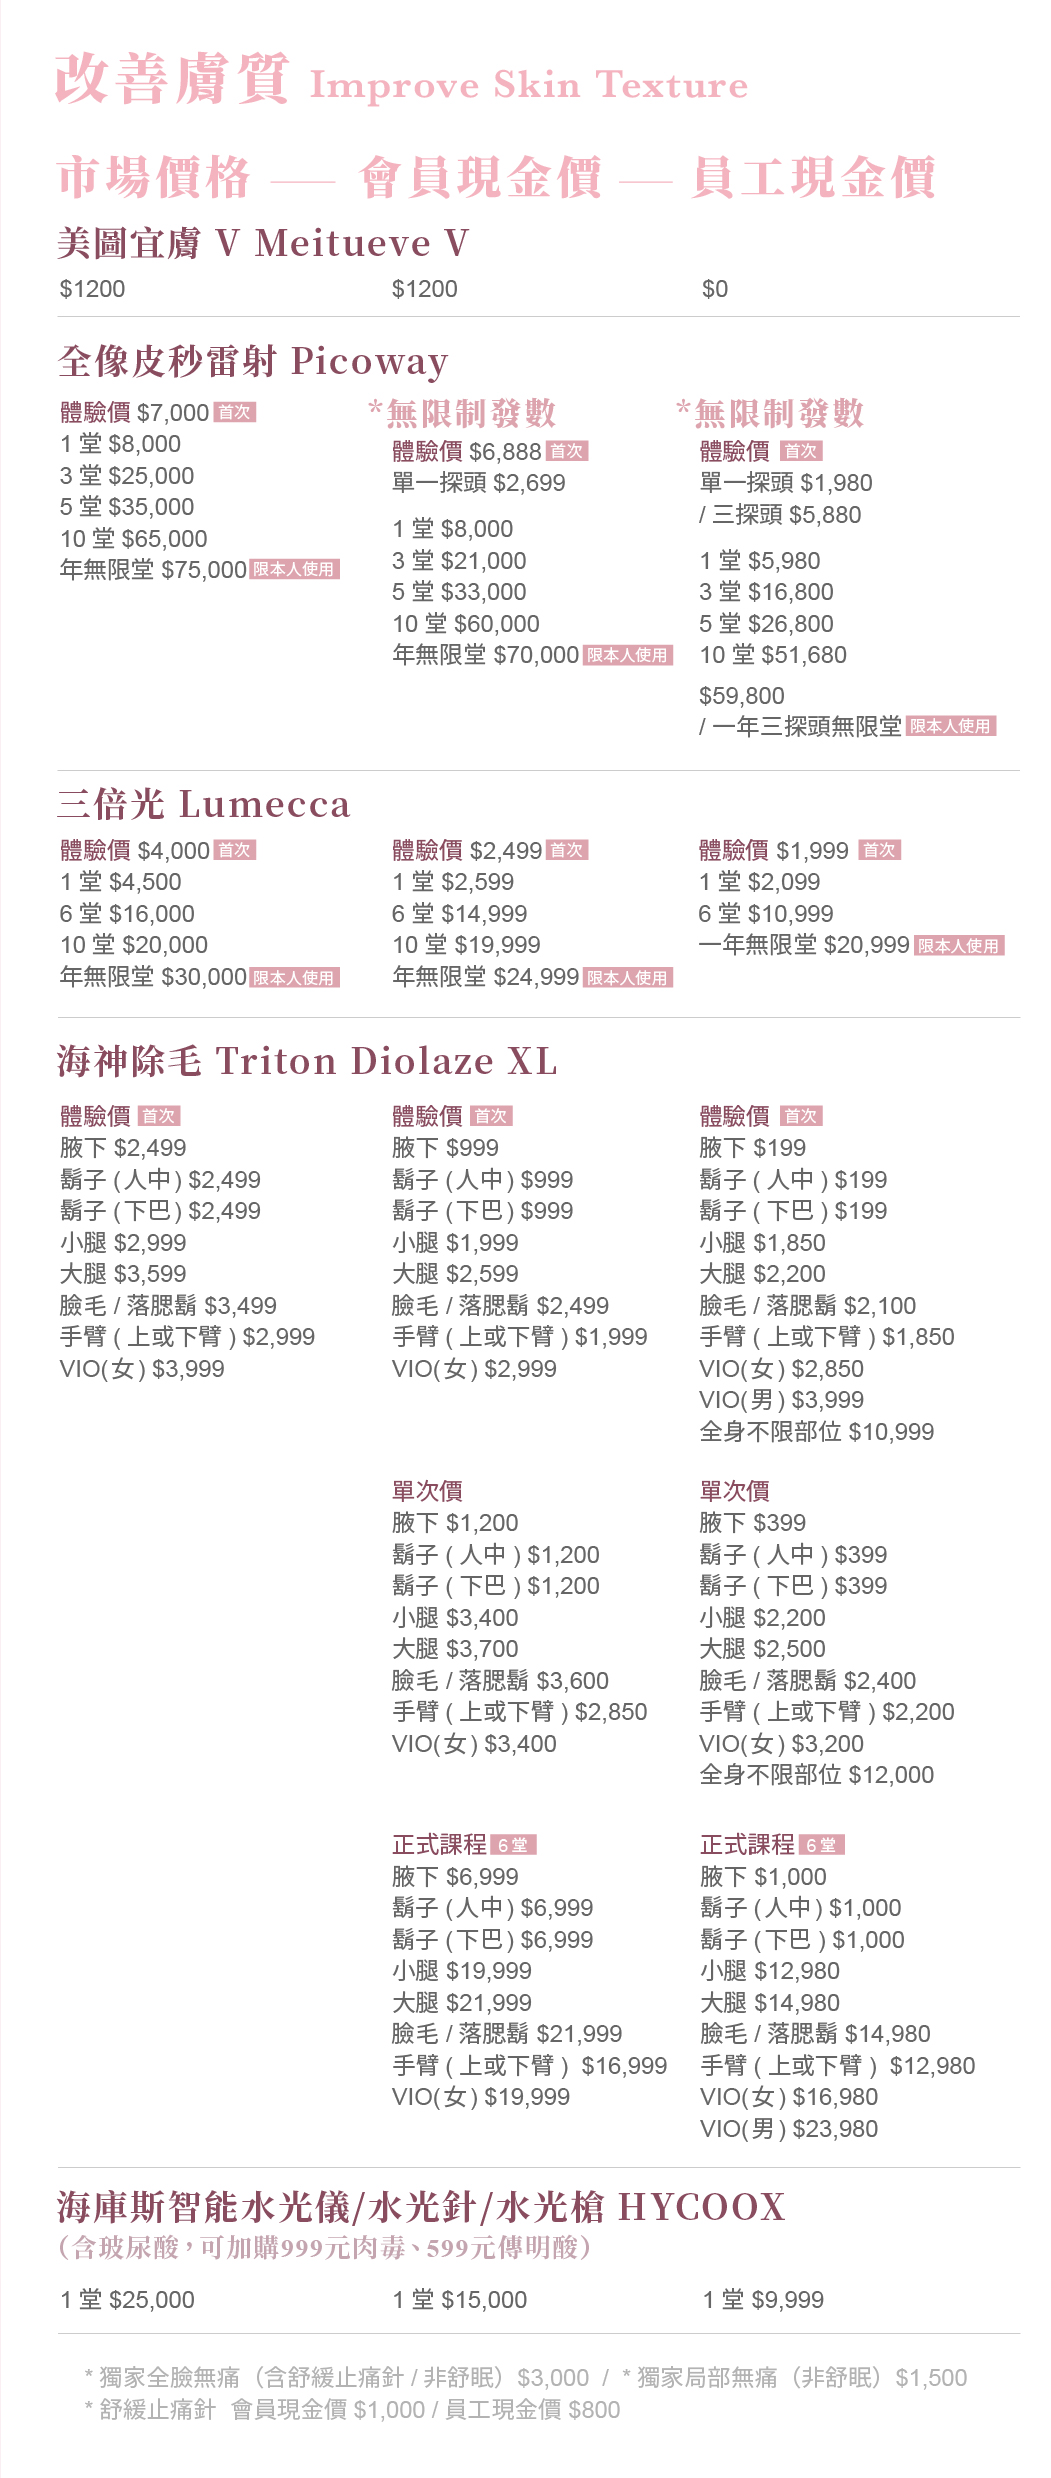 改善膚質 Improve Skin Texture
市場價格 —— 會員現金價 — 員工現金價
美圖宜膚 V Meitueve V
$1200
$1200
$0
全像皮秒雷射 Picoway
體驗價 $7,000 首次
1 堂 $8,000
3 堂 $25,000
5 堂 $35,000
10 堂 $65,000
年無限堂 $75,000 限本人使用
*無限制發數
體驗價 $6,888 首次
單一探頭 $2,699
1 堂 $8,000
3 堂 $21,000
5 堂 $33,000
10 堂 $60,000
年無限堂 $70,000 限本人使用
*無限制發數
體驗價 首次
單一探頭 $1,980
/ 三探頭 $5,880
1 堂 $5,980
3 堂 $16,800
5 堂 $26,800
10 堂 $51,680
$59,800
/ 一年三探頭無限堂 限本人使用
三倍光 Lumecca
體驗價 $4,000 首次
1 堂 $4,500
6 堂 $16,000
10 堂 $20,000
年無限堂 $30,000 限本人使用
體驗價 $2,499 首次
1 堂 $2,599
6 堂 $14,999
10 堂 $19,999
年無限堂 $24,999 限本人使用
體驗價 $1,999 首次
1 堂 $2,099
6 堂 $10,999
一年無限堂 $20,999 限本人使用
海神除毛 Triton Diolaze XL
體驗價 首次
腋下 $2,499
鬍子 (人中) $2,499
鬍子 (下巴) $2,499
小腿 $2,999
大腿 $3,599
臉毛 / 落腮鬍 $3,499
手臂 ( 上或下臂 ) $2,999
VIO(女) $3,999
體驗價 首次
腋下 $999
鬍子 (人中) $999
鬍子 (下巴) $999
小腿 $1,999
大腿 $2,599
臉毛 / 落腮鬍 $2,499
手臂 ( 上或下臂 ) $1,999
VIO(女) $2,999
體驗價 首次
腋下 $199
鬍子 ( 人中 ) $199
鬍子 ( 下巴 ) $199
小腿 $1,850
大腿 $2,200
臉毛 / 落腮鬍 $2,100
手臂 ( 上或下臂 ) $1,850
VIO(女) $2,850
VIO(男) $3,999
全身不限部位 $10,999
單次價
腋下 $1,200
鬍子 ( 人中 ) $1,200
鬍子 ( 下巴 ) $1,200
小腿 $3,400
大腿 $3,700
臉毛 / 落腮鬍 $3,600
手臂 ( 上或下臂 ) $2,850
VIO(女) $3,400
單次價
腋下 $399
鬍子 ( 人中 ) $399
鬍子 ( 下巴 ) $399
小腿 $2,200
大腿 $2,500
臉毛 / 落腮鬍 $2,400
手臂 ( 上或下臂 ) $2,200
VIO(女) $3,200
全身不限部位 $12,000
正式課程 6 堂
腋下 $6,999
鬍子 (人中) $6,999
鬍子 (下巴) $6,999
小腿 $19,999
大腿 $21,999
臉毛 / 落腮鬍 $21,999
手臂 ( 上或下臂 ) $16,999
VIO(女) $19,999
正式課程 6 堂
腋下 $1,000
鬍子 (人中) $1,000
鬍子 (下巴 ) $1,000
小腿 $12,980
大腿 $14,980
臉毛 / 落腮鬍 $14,980
手臂 ( 上或下臂 ) $12,980
VIO(女) $16,980
VIO(男) $23,980
海庫斯智能水光儀/水光針/水光槍 HYCOOX
（含玻尿酸，可加購999元肉毒、599元傳明酸）
1 堂 $25,000
1 堂 $15,000
1 堂 $9,999
* 獨家全臉無痛（含舒緩止痛針 / 非舒眠）$3,000 / * 獨家局部無痛（非舒眠）$1,500
* 舒緩止痛針 會員現金價 $1,000 / 員工現金價 $800